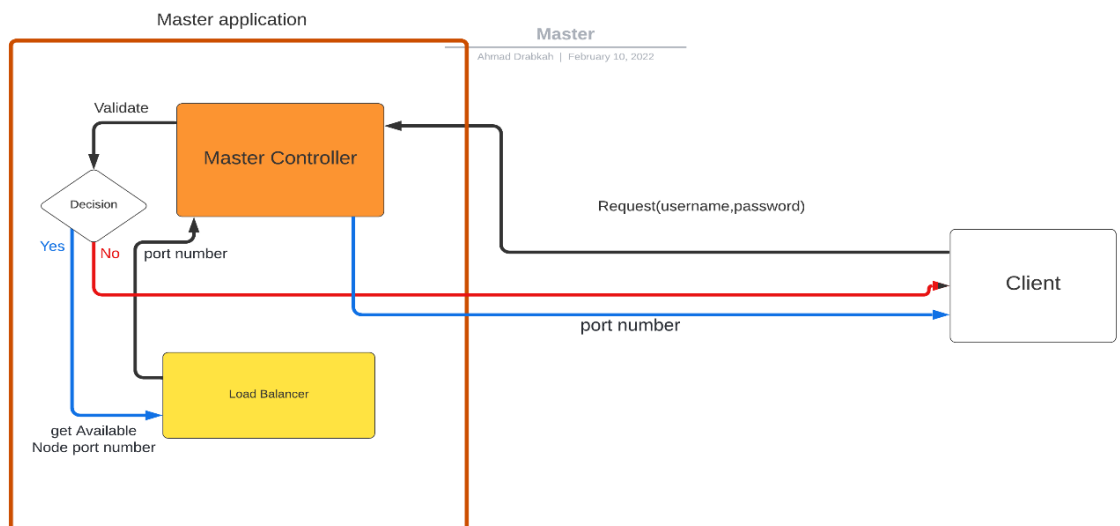 Master application
Master
Ahmad Drabkah | February 10, 2022
Validate
Master Controller
Decision
Request(username,password)
Yes
No
port number
Client
port number
Load Balancer
get Available
Node port number